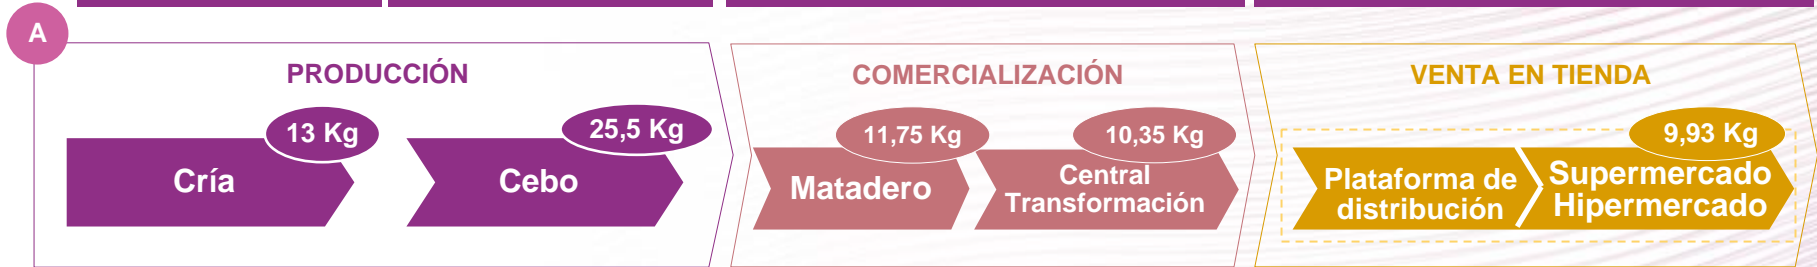 A
PRODUCCIÓN
13 Kg
Cría
25,5 Kg
Cebo
COMERCIALIZACIÓN
11,75 Kg
Matadero
10,35 Kg
Central
Transformación
VENTA EN TIENDA
Plataforma de
distribución
9,93 Kg
Supermercado
Hipermercado